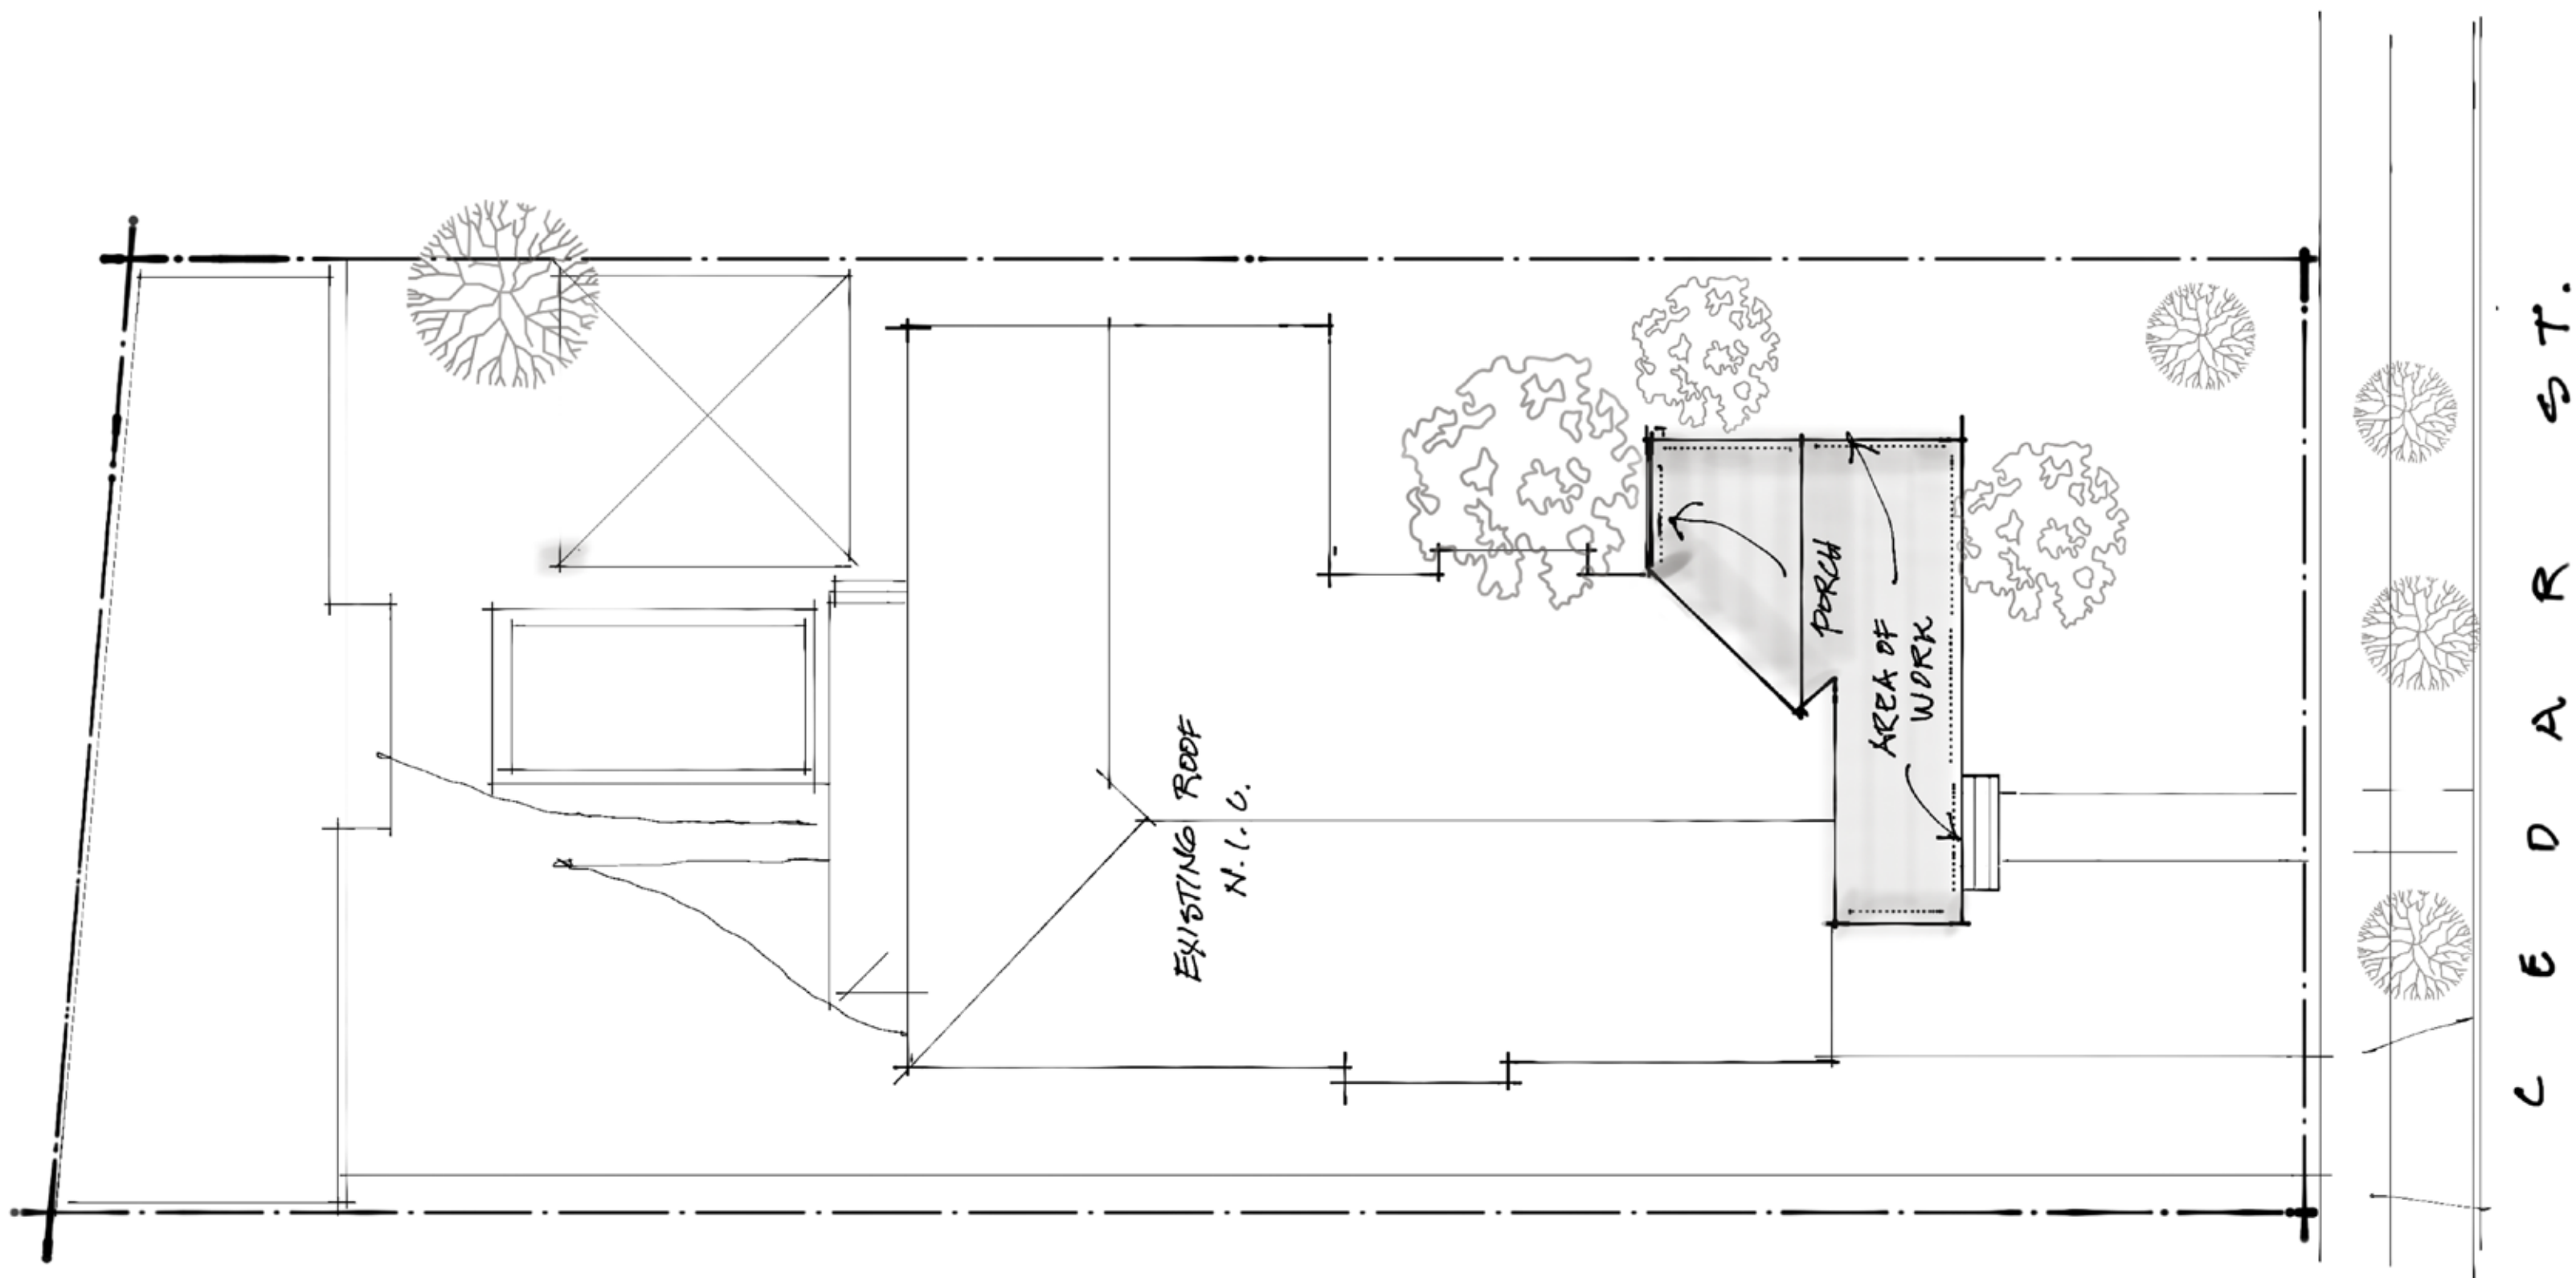 EXISTING ROOF
N.I.C.
PORCH
AREA OF
WORK
CEDAR ST.